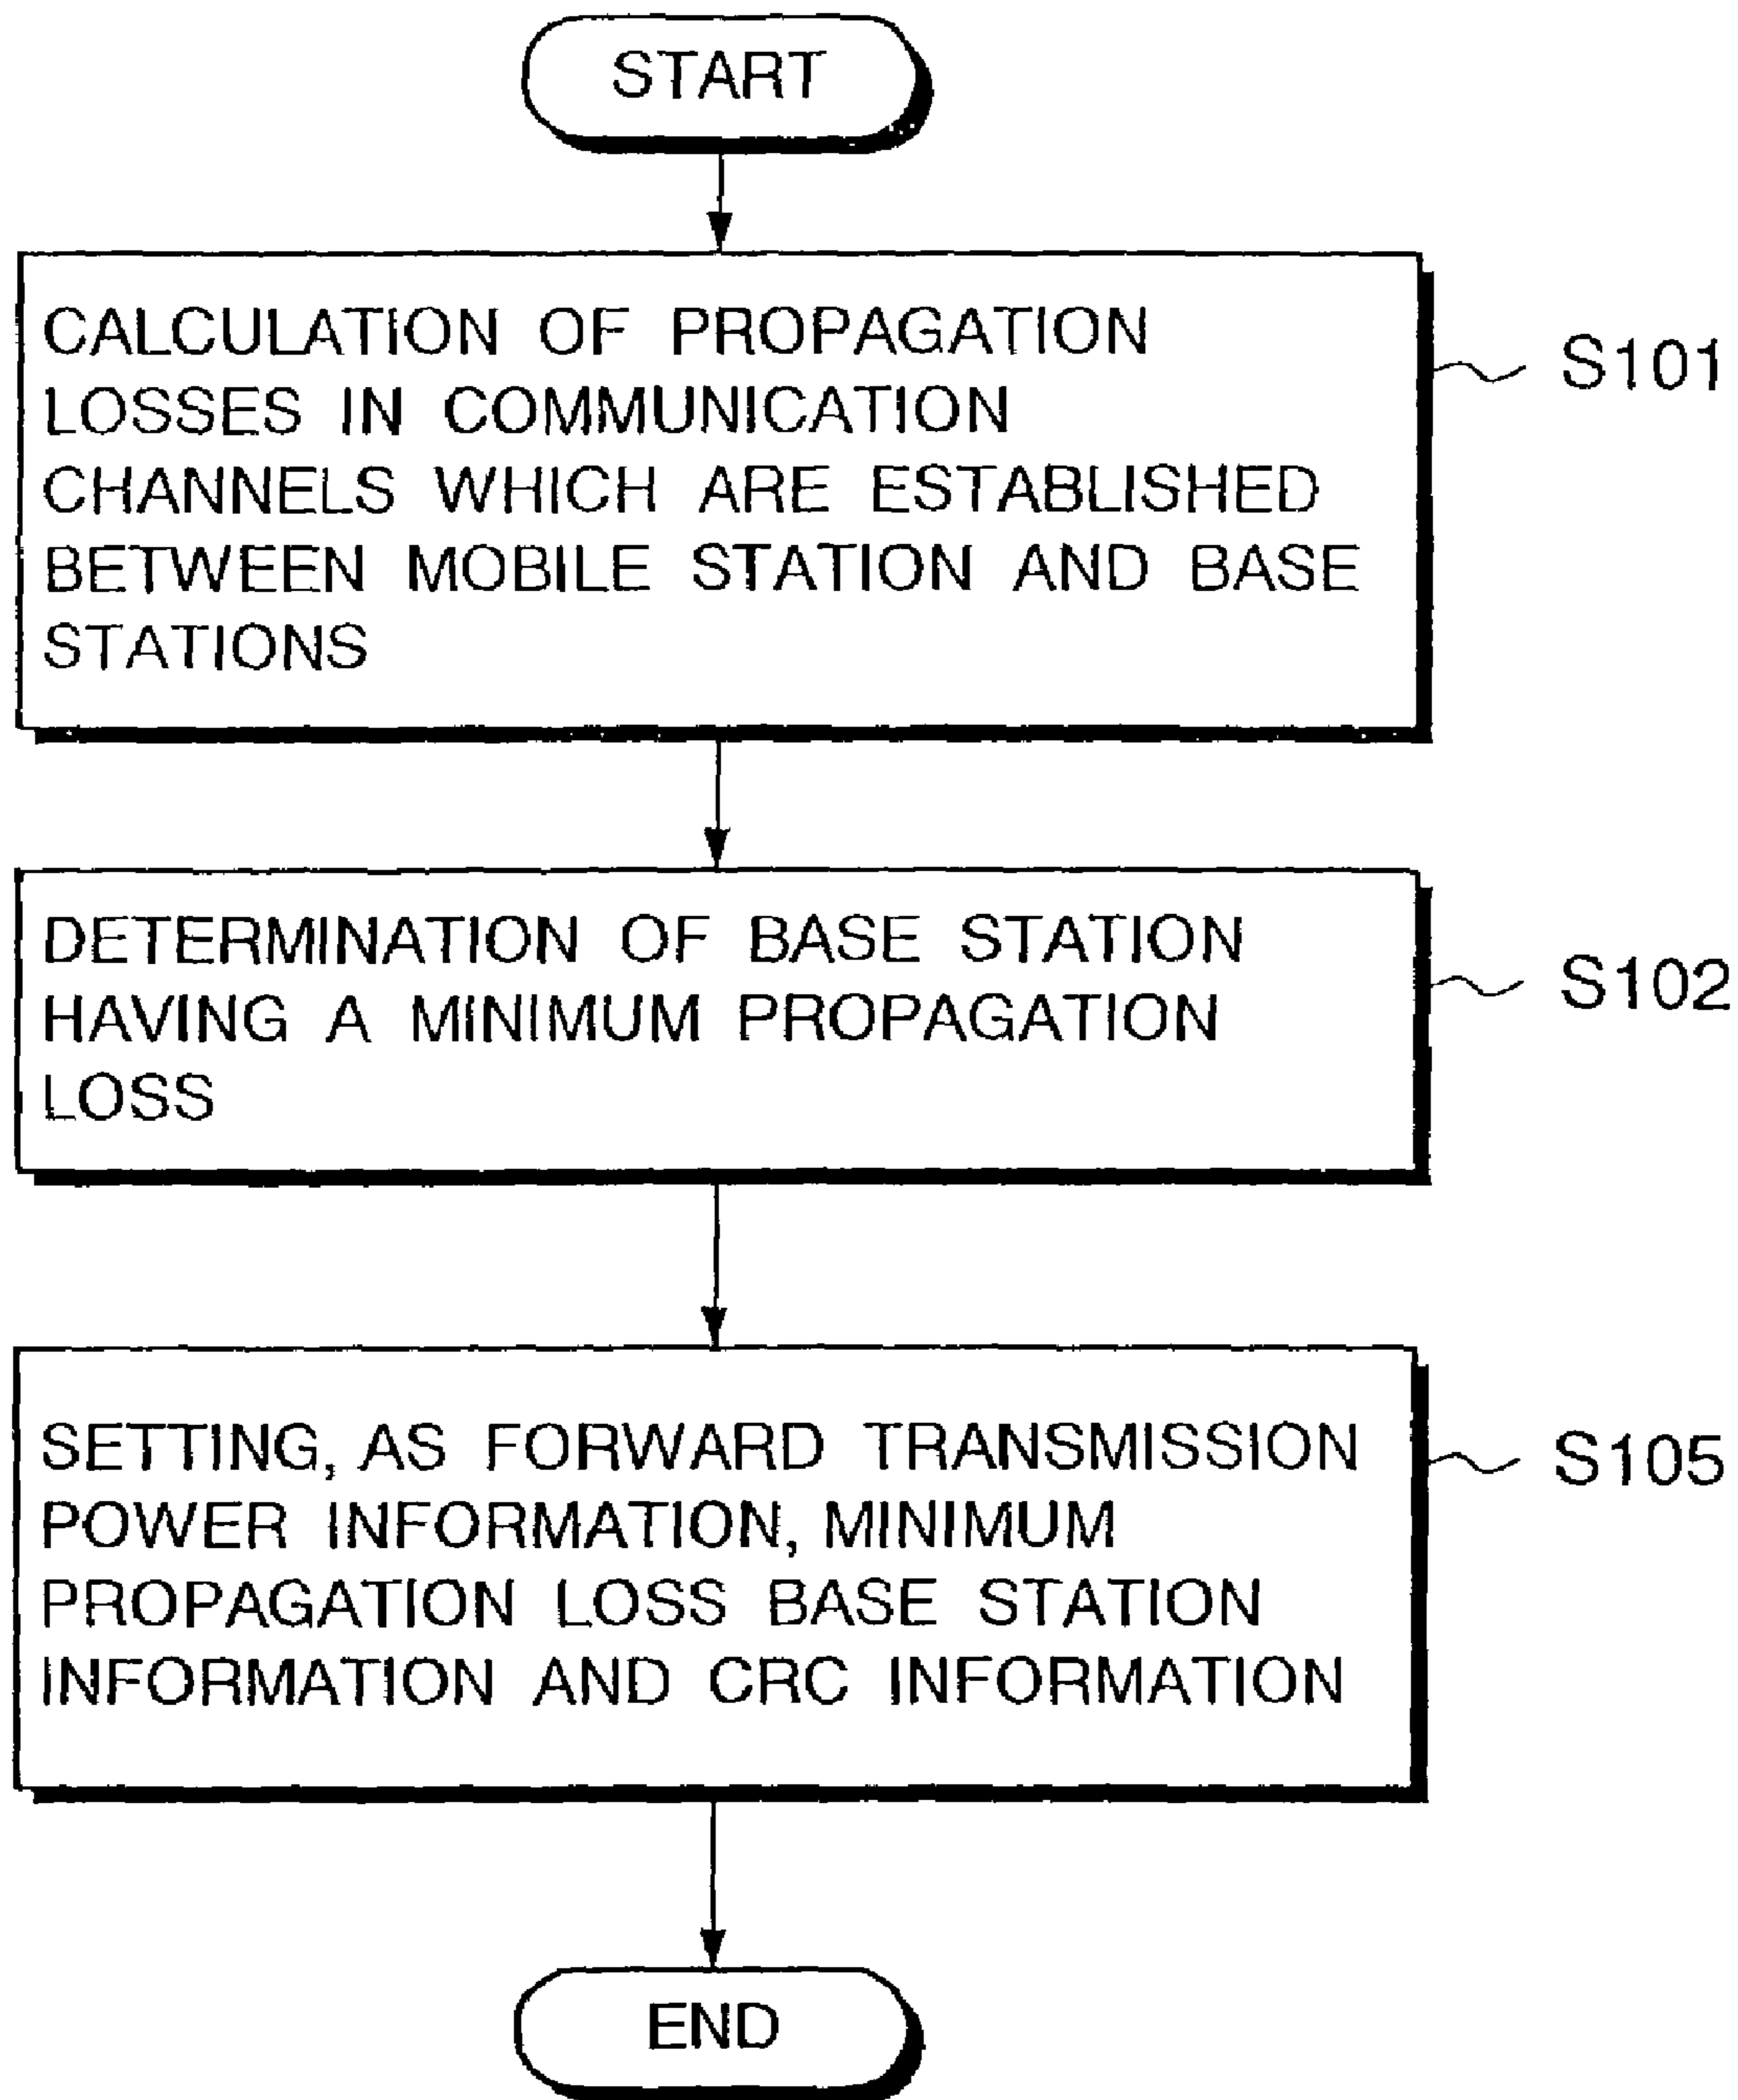 START
CALCULATION OF PROPAGATION
LOSSES IN COMMUNICATION
CHANNELS WHICH ARE ESTABLISHED
BETWEEN MOBILE STATION AND BASE
STATIONS
S101
DETERMINATION OF BASE STATION
HAVING A MINIMUM PROPAGATION
LOSS
S102
SETTING, AS FORWARD TRANSMISSION
POWER INFORMATION, MINIMUM
PROPAGATION LOSS BASE STATION
INFORMATION AND CRC INFORMATION
S105
END